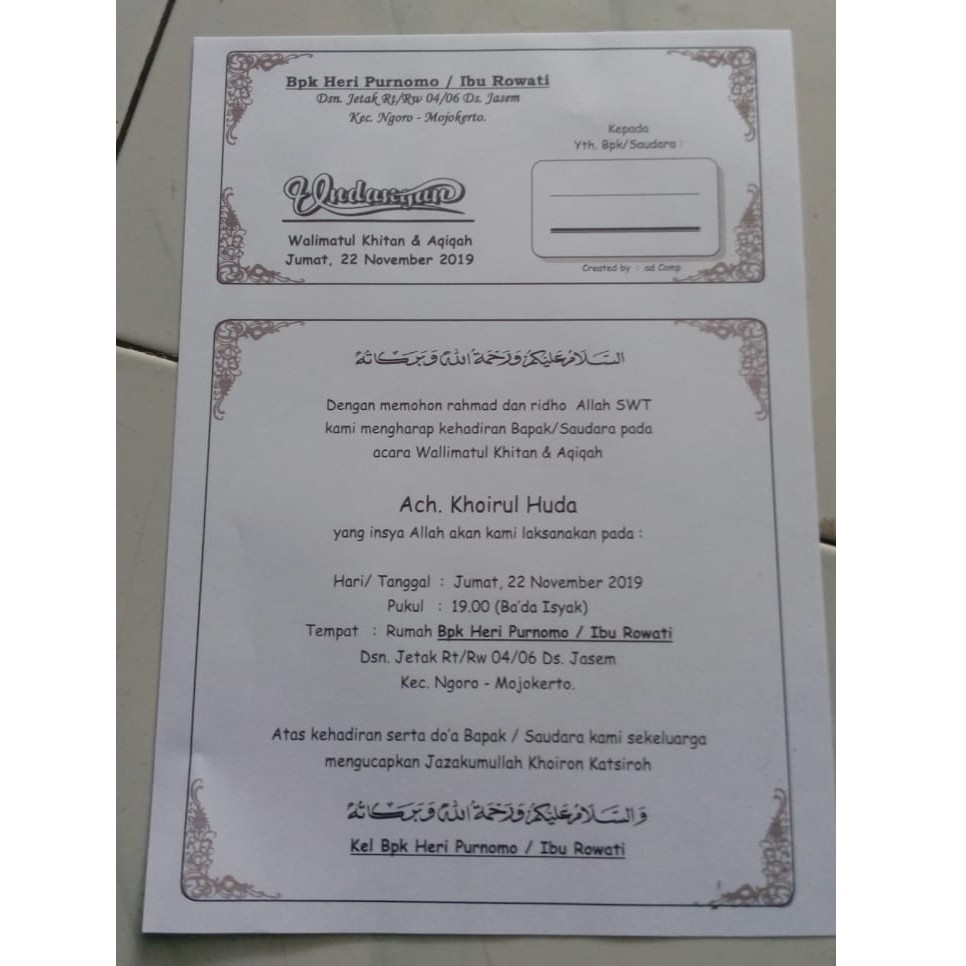 Bpk Heri Purnomo / Ibu Rowati
Dsn. Jetak Rt/Rw 04/06 Ds. Jasem
Kec. Ngoro - Mojokerto.
Kepada
Yth. Bpk/Saudara :
Undangan
Walimatul Khitan & Aqiqah
Jumat, 22 November 2019
Created by : ad Comp
السلام عليكم ورحمة الله وبركاته
Dengan memohon rahmad dan ridho Allah SWT
kami mengharap kehadiran Bapak/Saudara pada
acara Wallimatul Khitan & Aqiqah
Ach. Khoirul Huda
yang insya Allah akan kami laksanakan pada :
Hari/ Tanggal : Jumat, 22 November 2019
Pukul : 19.00 (Ba'da Isyak)
Tempat : Rumah Bpk Heri Purnomo / Ibu Rowati
Dsn. Jetak Rt/Rw 04/06 Ds. Jasem
Kec. Ngoro - Mojokerto.
Atas kehadiran serta do'a Bapak / Saudara kami sekeluarga
mengucapkan Jazakumullah Khoiron Katsiroh
والسلام عليكم ورحمة الله وبركاته
Kel Bpk Heri Purnomo / Ibu Rowati